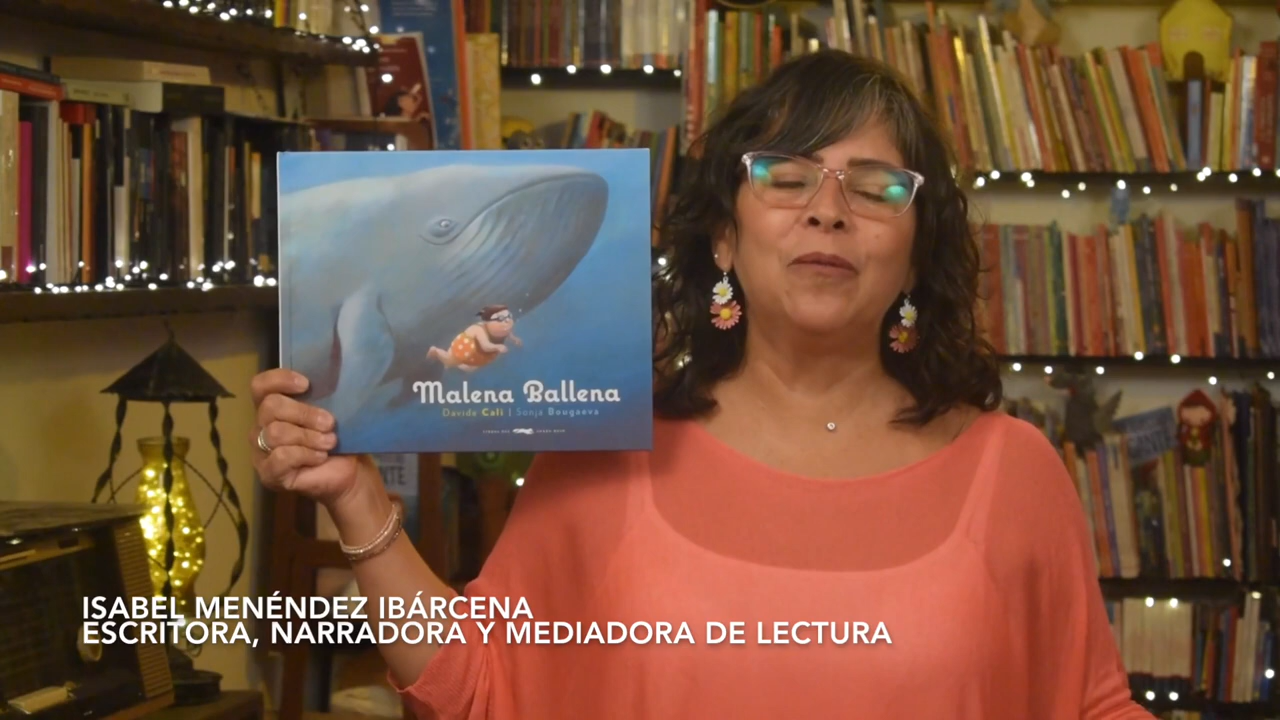 Malena Ballena
Davide Cali | Sonja Bougaeva
ISABEL MENÉNDEZ IBÁRCENA
ESCRITORA, NARRADORA Y MEDIADORA DE LECTURA